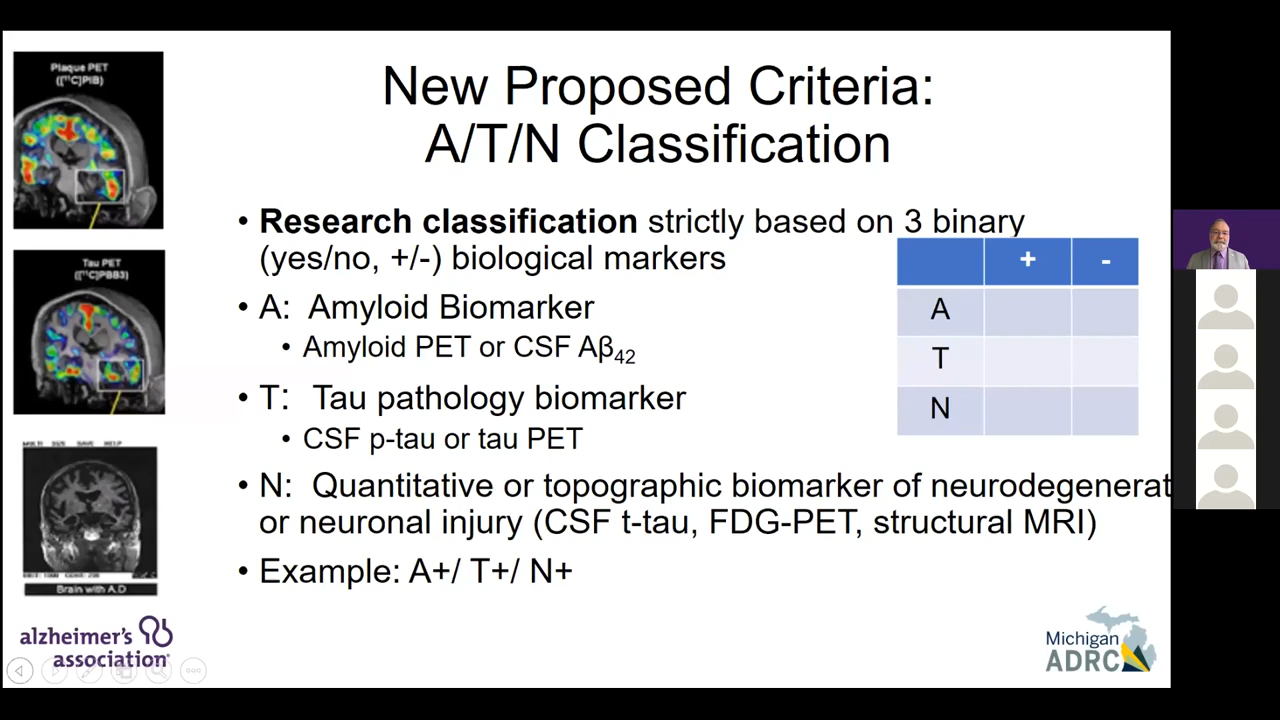 Plaque PET
([¹¹C]PIB)
Tau PET
([¹¹C]PBB3)
Brain with A.D
New Proposed Criteria:
A/T/N Classification
• Research classification strictly based on 3 binary
(yes/no, +/-) biological markers
• A: Amyloid Biomarker
• Amyloid PET or CSF Aβ₄₂
• T: Tau pathology biomarker
• CSF p-tau or tau PET
• N: Quantitative or topographic biomarker of neurodegenerat
or neuronal injury (CSF t-tau, FDG-PET, structural MRI)
• Example: A+/ T+/ N+
+ -
A
T
N
alzheimer's
association®
Michigan
ADRC